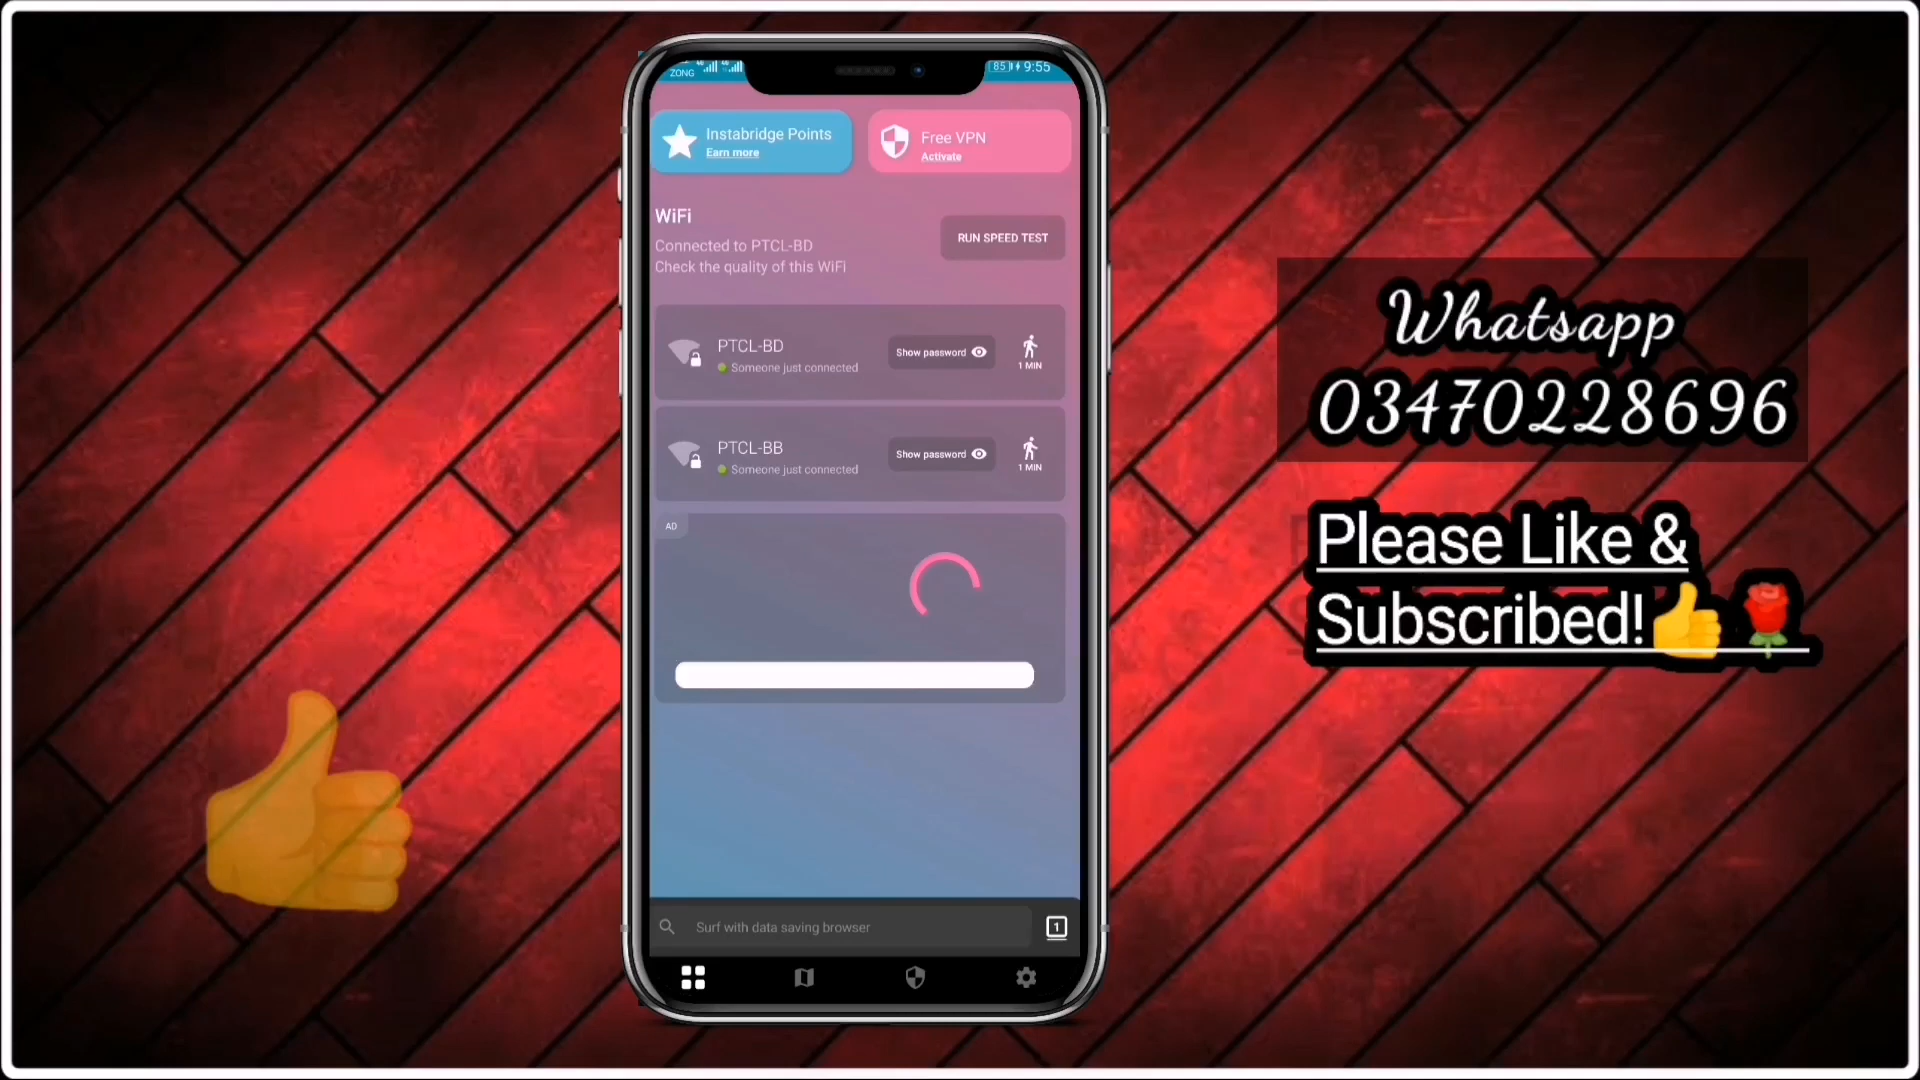 ZONG
85 9:55
Instabridge Points
Earn more
Free VPN
Activate
WiFi
Connected to PTCL-BD
Check the quality of this WiFi
RUN SPEED TEST
PTCL-BD
Someone just connected
Show password
1 MIN
PTCL-BB
Someone just connected
Show password
1 MIN
AD
Surf with data saving browser
1
Whatsapp
03470228696
Please Like &
Subscribed!👍🌹